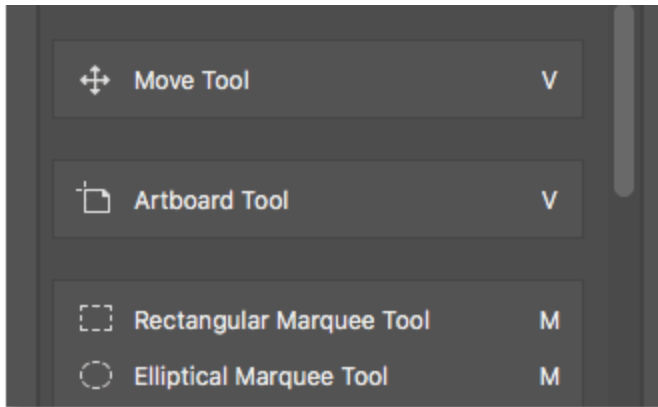 Move Tool V
Artboard Tool V
Rectangular Marquee Tool M
Elliptical Marquee Tool M